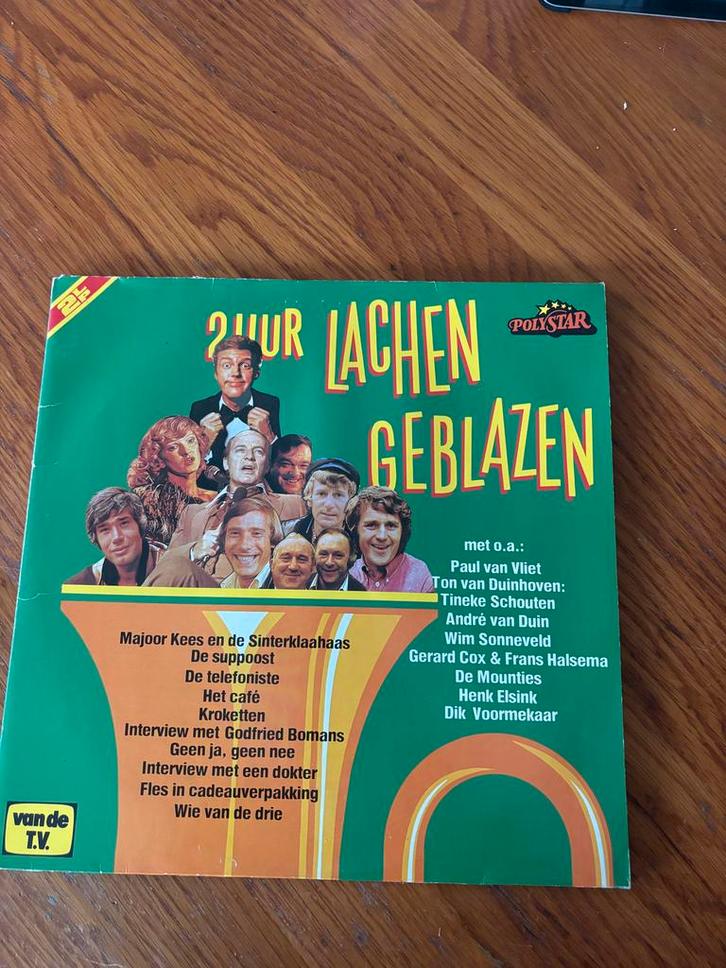 2LP
2 UUR LACHEN
GEBLAZEN
POLYSTAR
met o.a.:
Paul van Vliet
Ton van Duinhoven:
Tineke Schouten
André van Duin
Wim Sonneveld
Gerard Cox & Frans Halsema
De Mounties
Henk Elsink
Dik Voormekaar
Majoor Kees en de Sinterklaahaas
De suppoost
De telefoniste
Het café
Kroketten
Interview met Godfried Bomans
Geen ja, geen nee
Interview met een dokter
Fles in cadeauverpakking
Wie van de drie
van de
T.V.